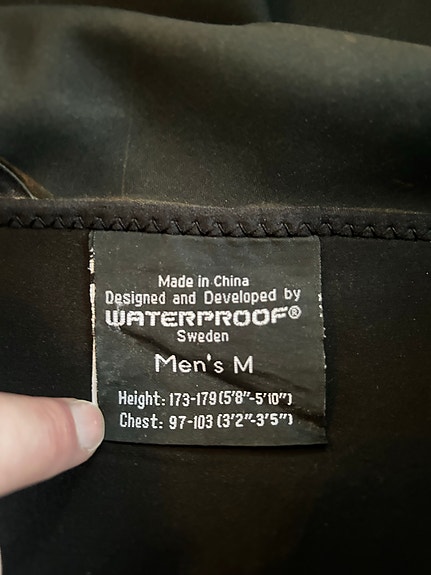 Made in China
Designed and Developed by
WATERPROOF®
Sweden
Men's M
Height: 173-179 (5'8"-5'10")
Chest: 97-103 (3'2"-3'5")